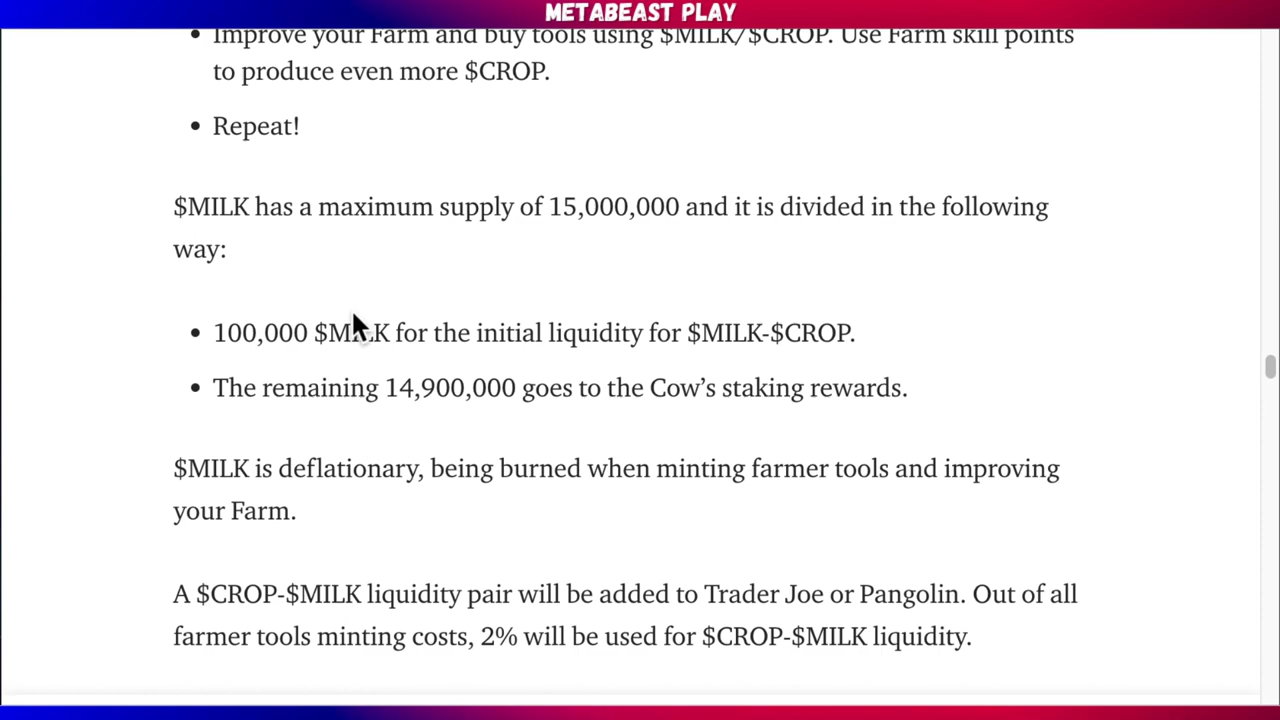 METABEAST PLAY
• Improve your Farm and buy tools using $MILK/$CROP. Use Farm skill points
to produce even more $CROP.
• Repeat!
$MILK has a maximum supply of 15,000,000 and it is divided in the following
way:
• 100,000 $MILK for the initial liquidity for $MILK-$CROP.
• The remaining 14,900,000 goes to the Cow’s staking rewards.
$MILK is deflationary, being burned when minting farmer tools and improving
your Farm.
A $CROP-$MILK liquidity pair will be added to Trader Joe or Pangolin. Out of all
farmer tools minting costs, 2% will be used for $CROP-$MILK liquidity.